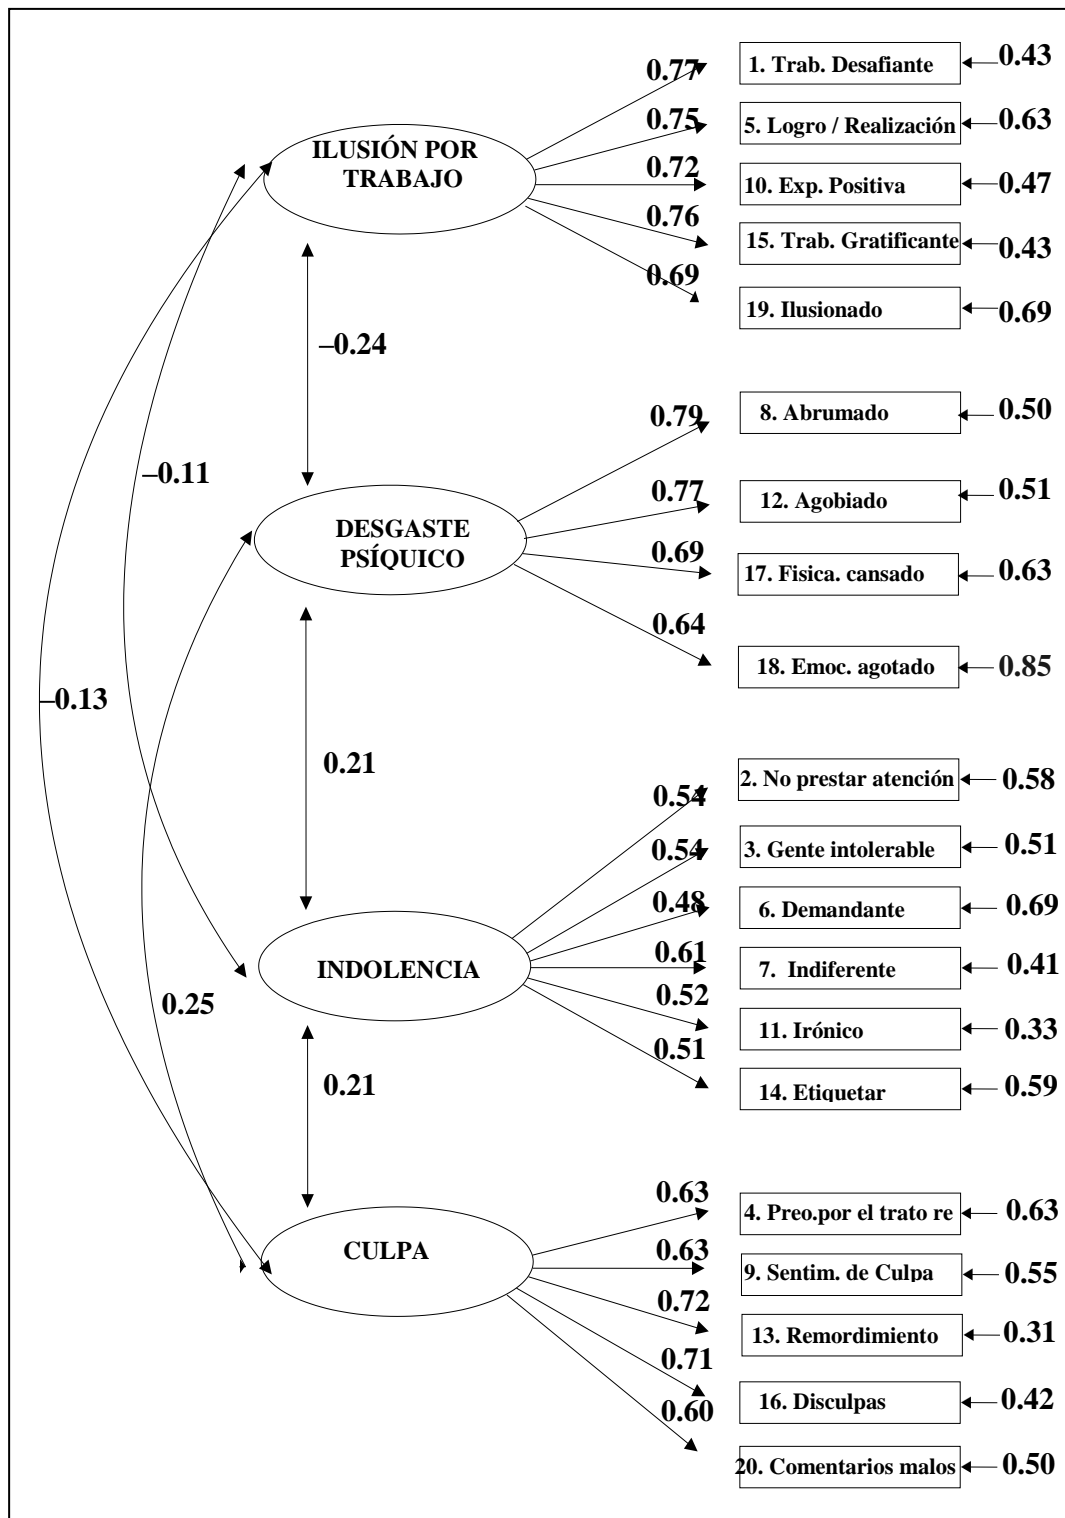 0.77
1. Trab. Desafiante
0.43
0.75
5. Logro / Realización
0.63
ILUSIÓN POR
TRABAJO
0.72
10. Exp. Positiva
0.47
0.76
15. Trab. Gratificante
0.43
0.69
19. Ilusionado
0.69
–0.24
0.79
8. Abrumado
0.50
–0.11
0.77
12. Agobiado
0.51
DESGASTE
PSÍQUICO
0.69
17. Fisica. cansado
0.63
0.64
18. Emoc. agotado
0.85
–0.13
0.21
0.54
2. No prestar atención
0.58
0.54
3. Gente intolerable
0.51
0.48
6. Demandante
0.69
INDOLENCIA
0.61
7. Indiferente
0.41
0.25
0.52
11. Irónico
0.33
0.51
14. Etiquetar
0.59
0.21
0.63
4. Preo.por el trato re
0.63
CULPA
0.63
9. Sentim. de Culpa
0.55
0.72
13. Remordimiento
0.31
0.71
16. Disculpas
0.42
0.60
20. Comentarios malos
0.50